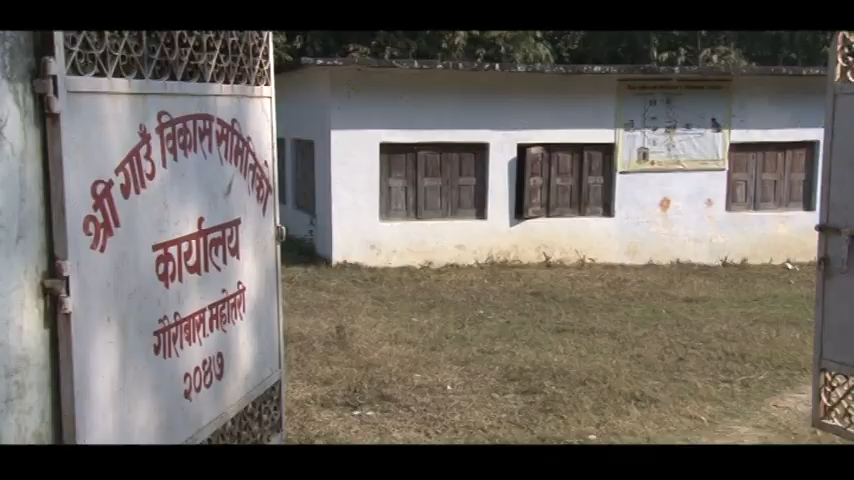 श्री गाउँ विकास समितिको
कार्यालय
गौरीबास,महोत्तरी
२०४७